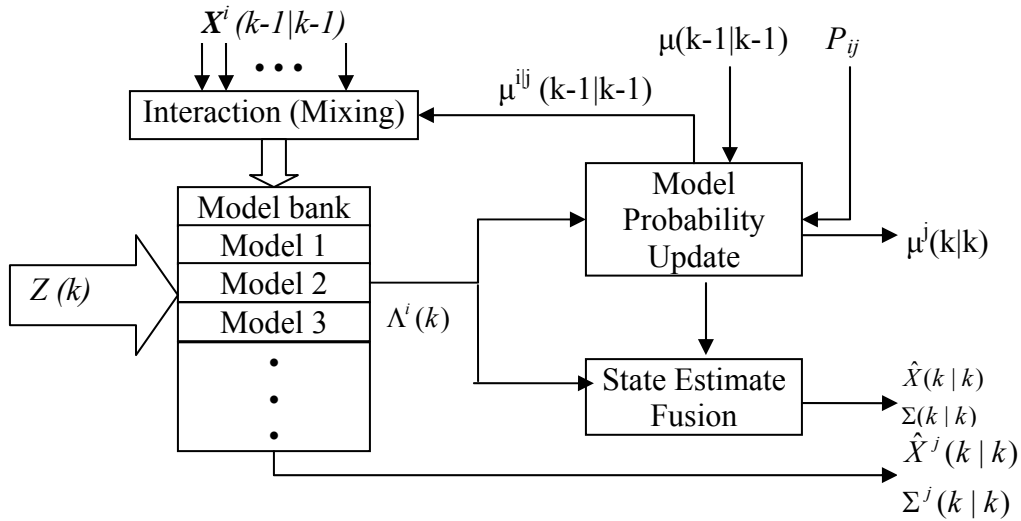 X^i (k-1|k-1)
μ(k-1|k-1)
P_ij
• • •
μ^i|j (k-1|k-1)
Interaction (Mixing)
Model bank
Model 1
Model 2
Model 3
Z (k)
Λ^i (k)
Model
Probability
Update
μ^j(k|k)
State Estimate
Fusion
X̂(k | k)
Σ(k | k)
X̂^j (k | k)
Σ^j (k | k)